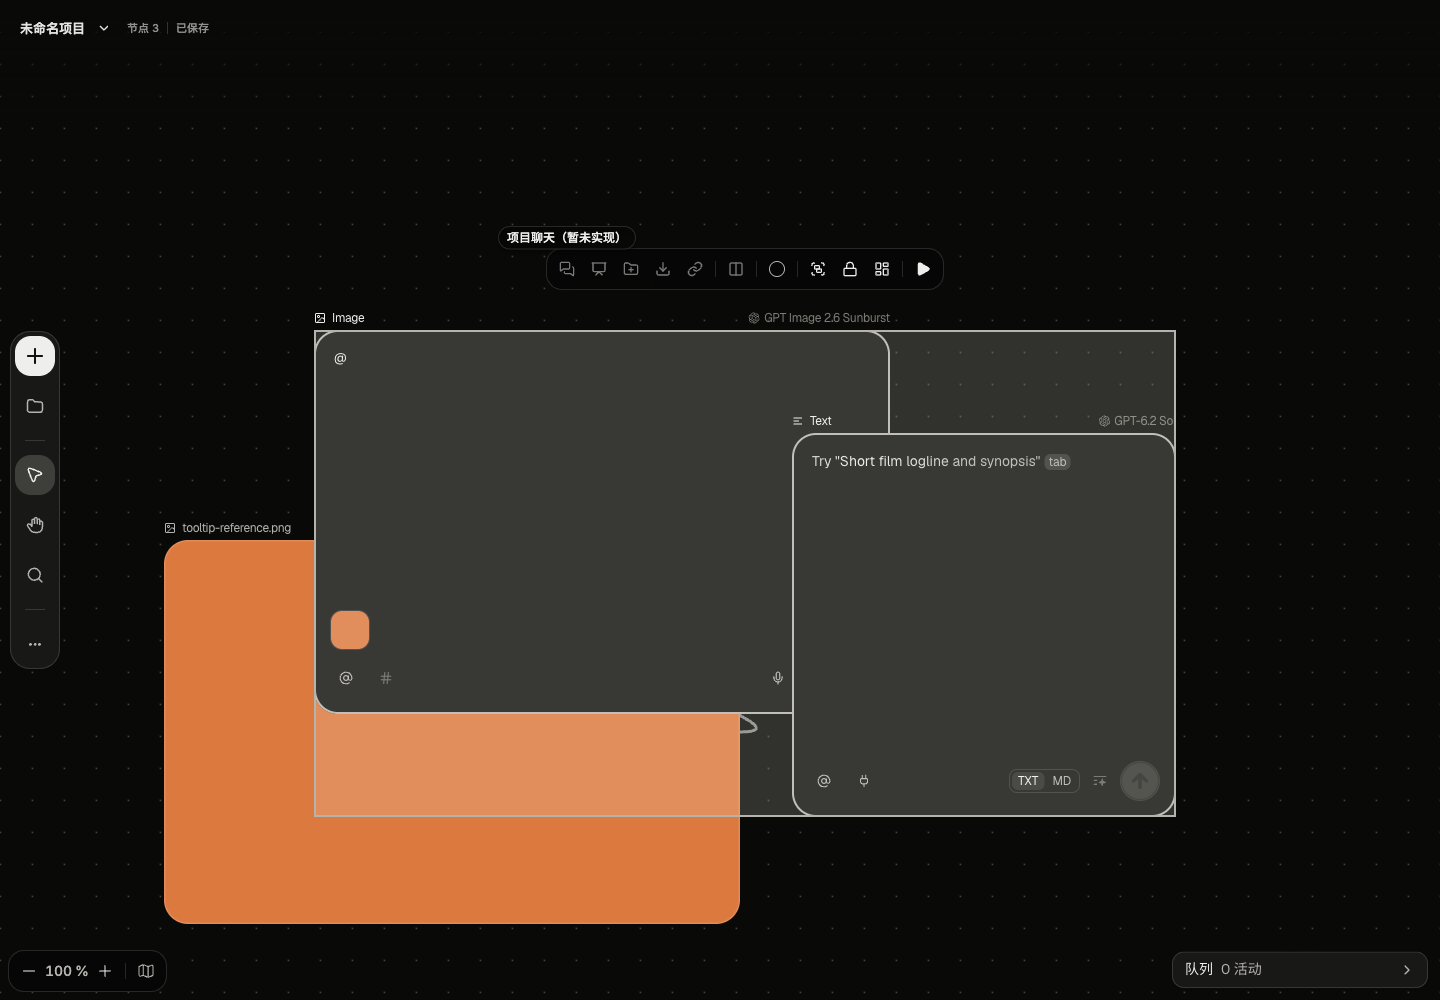 未命名项目 节点 3 已保存
项目聊天（暂未实现）
Image GPT Image 2.6 Sunburst
@
Text GPT-6.2 So
Try "Short film logline and synopsis" tab
tooltip-reference.png
@ #
@ TXT MD
100 %
队列 0 活动